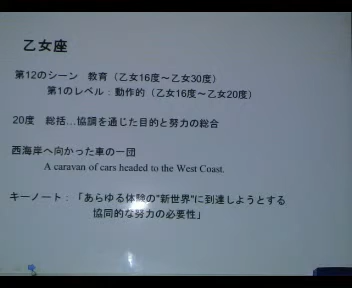 乙女座
第12のシーン 教育（乙女16度～乙女30度）
第1のレベル：動作的（乙女16度～乙女20度）
20度 総括…協調を通じた目的と努力の総合
西海岸へ向かった車の一団
A caravan of cars headed to the West Coast.
キーノート：「あらゆる体験の"新世界"に到達しようとする
協同的な努力の必要性」